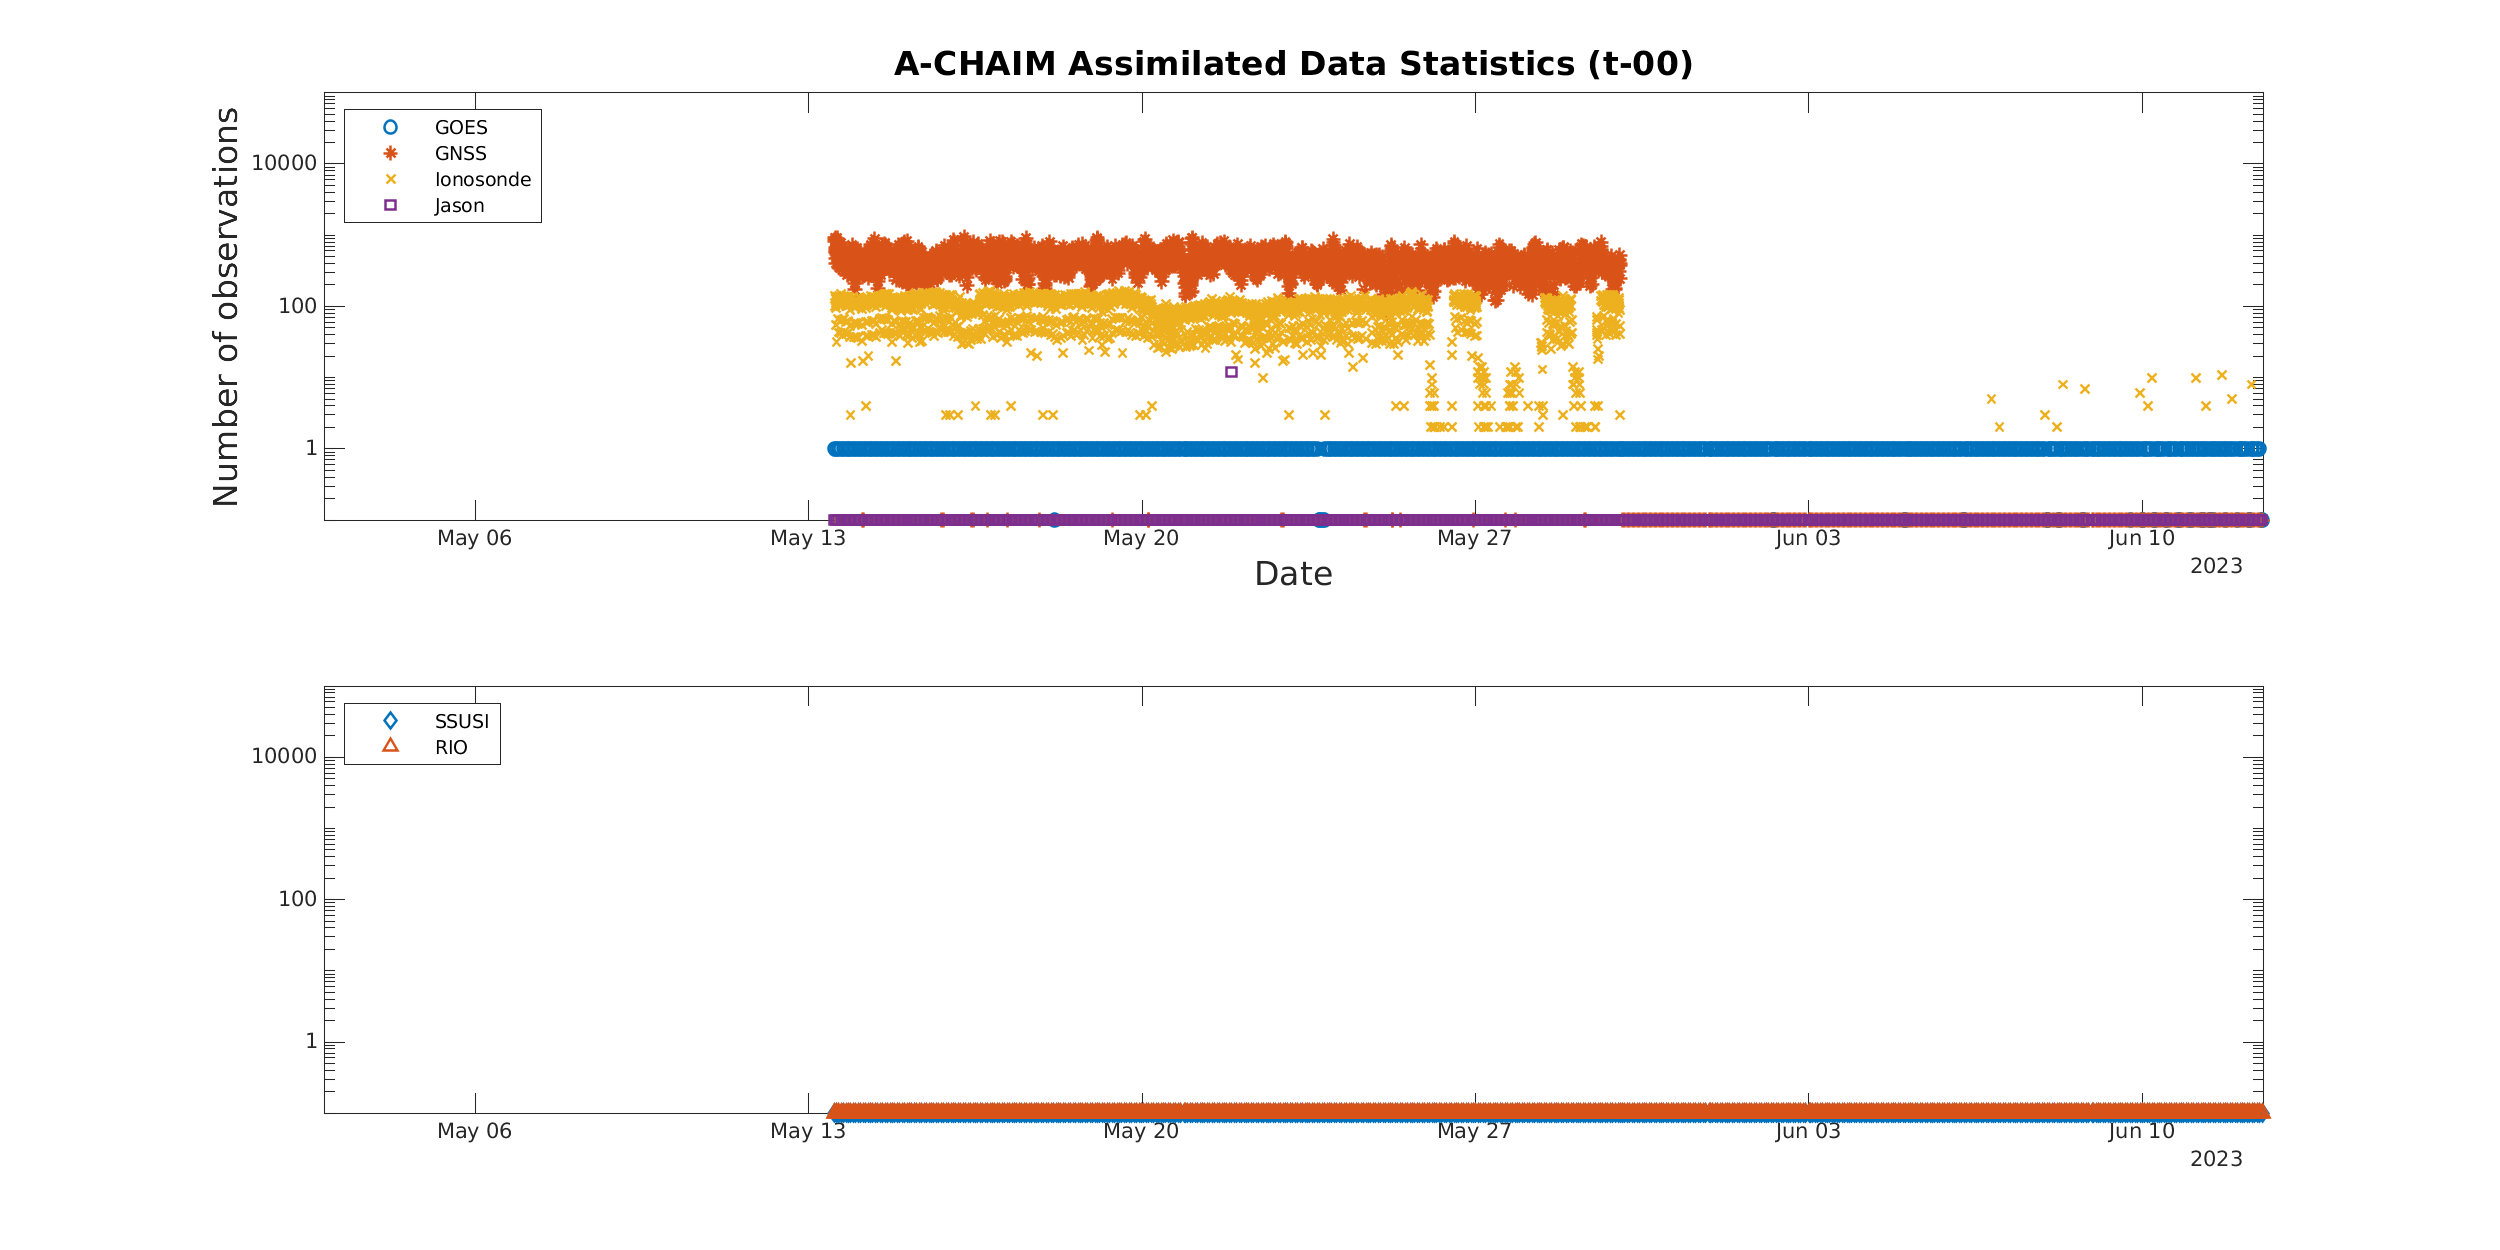 A-CHAIM Assimilated Data Statistics (t-00)
Number of observations
10000
100
1
GOES
GNSS
Ionosonde
Jason
May 06
May 13
May 20
May 27
Jun 03
Jun 10
2023
Date
10000
100
1
SSUSI
RIO
May 06
May 13
May 20
May 27
Jun 03
Jun 10
2023